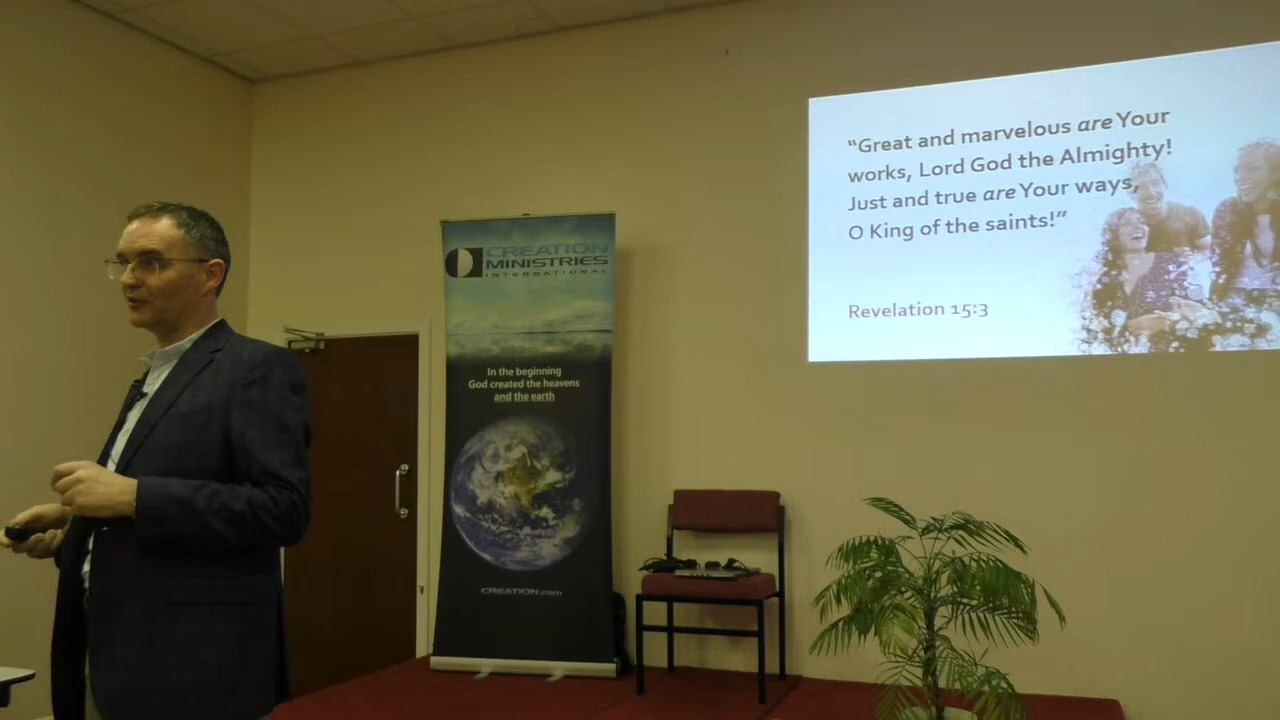 CREATION
MINISTRIES
INTERNATIONAL
In the beginning
God created the heavens
and the earth
CREATION.com
“Great and marvelous are Your
works, Lord God the Almighty!
Just and true are Your ways,
O King of the saints!”
Revelation 15:3